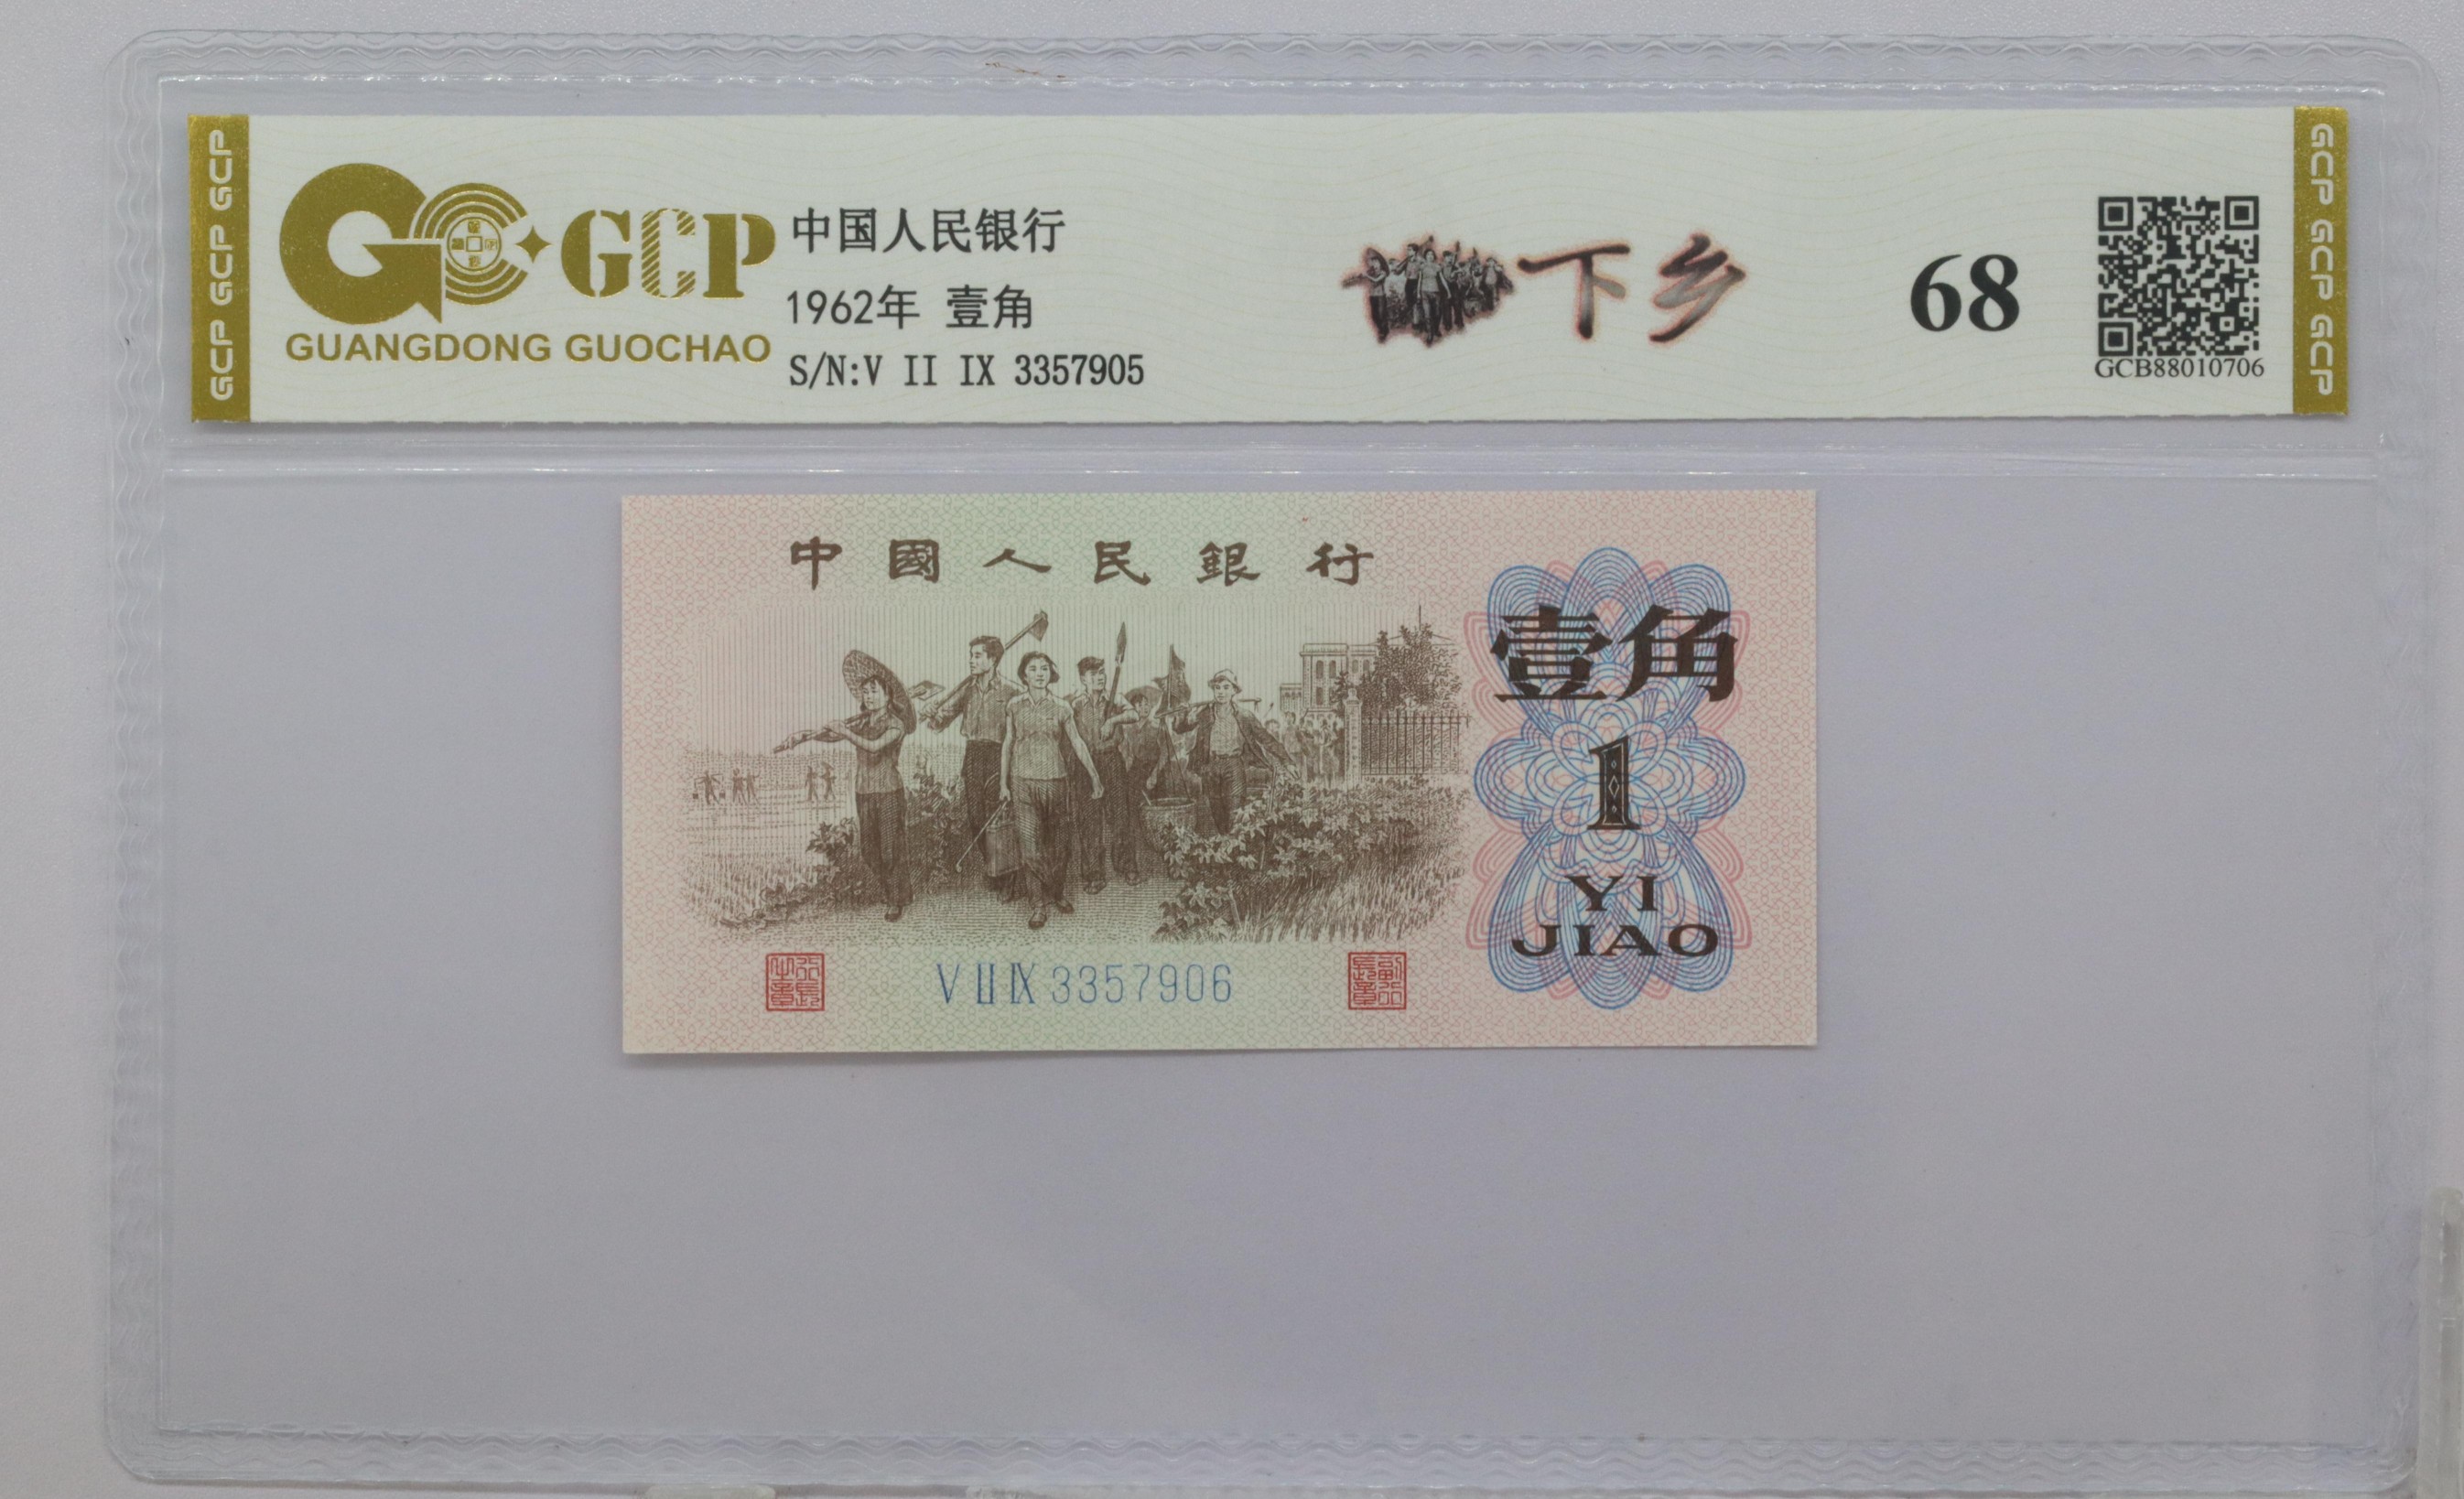 GCP GCP GCP
GCP
GUANGDONG GUOCHAO
中国人民银行
1962年 壹角
S/N:V II IX 3357905
下乡
68
GCB88010706
GCP GCP GCP
中國人民銀行
壹角
1
YI
JIAO
V II IX 3357906